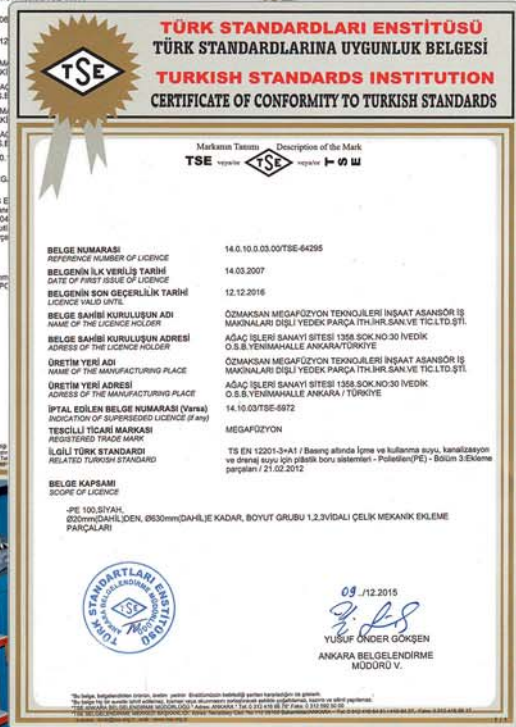 TÜRK STANDARDLARI ENSTİTÜSÜ
TÜRK STANDARDLARINA UYGUNLUK BELGESİ
TURKISH STANDARDS INSTITUTION
CERTIFICATE OF CONFORMITY TO TURKISH STANDARDS
TSE
Markanın Tanımı Description of the Mark
TSE veya/or TSE veya/or TSE
BELGE NUMARASI 14.0.10.0.03.00/TSE-64295
REFERENCE NUMBER OF LICENCE
BELGENİN İLK VERİLİŞ TARİHİ 14.03.2007
DATE OF FIRST ISSUE OF LICENCE
BELGENİN SON GEÇERLİLİK TARİHİ 12.12.2016
LICENCE VALID UNTIL
BELGE SAHİBİ KURULUŞUN ADI ÖZMAKSAN MEGAFÜZYON TEKNOLOJİLERİ İNŞAAT ASANSÖR İŞ
NAME OF THE LICENCE HOLDER MAKİNALARI DİŞLİ YEDEK PARÇA İTH.İHR.SAN.VE TİC.LTD.ŞTİ.
BELGE SAHİBİ KURULUŞUN ADRESİ AĞAÇ İŞLERİ SANAYİ SİTESİ 1358.SOK.NO:30 İVEDİK
ADRESS OF THE LICENCE HOLDER O.S.B.YENİMAHALLE ANKARA/TÜRKİYE
ÜRETİM YERİ ADI ÖZMAKSAN MEGAFÜZYON TEKNOLOJİLERİ İNŞAAT ASANSÖR İŞ
NAME OF THE MANUFACTURING PLACE MAKİNALARI DİŞLİ YEDEK PARÇA İTH.İHR.SAN.VE TİC.LTD.ŞTİ.
ÜRETİM YERİ ADRESİ AĞAÇ İŞLERİ SANAYİ SİTESİ 1358.SOK.NO:30 İVEDİK
ADRESS OF THE MANUFACTURING PLACE O.S.B.YENİMAHALLE ANKARA / TÜRKİYE
İPTAL EDİLEN BELGE NUMARASI (Varsa) 14.10.03/TSE-5972
INDICATION OF SUPERSEDED LICENCE (if any)
TESCİLLİ TİCARİ MARKASI MEGAFÜZYON
REGISTERED TRADE MARK
İLGİLİ TÜRK STANDARDI TS EN 12201-3+A1 / Basınç altında İçme ve kullanma suyu, kanalizasyon
RELATED TURKISH STANDARD ve drenaj suyu için plâstik boru sistemleri - Polietilen(PE) - Bölüm 3:Ekleme
parçaları / 21.02.2012
BELGE KAPSAMI
SCOPE OF LICENCE
-PE 100,SİYAH,
Ø20mm(DAHİL)DEN, Ø630mm(DAHİL)E KADAR, BOYUT GRUBU 1,2,3VİDALI ÇELİK MEKANİK EKLEME
PARÇALARI
TÜRK STANDARTLARI ENSTİTÜSÜ
ANKARA BELGELENDİRME MÜDÜRLÜĞÜ
TSE
09../12.2015
YUSUF ÖNDER GÖKŞEN
ANKARA BELGELENDİRME
MÜDÜRÜ V.